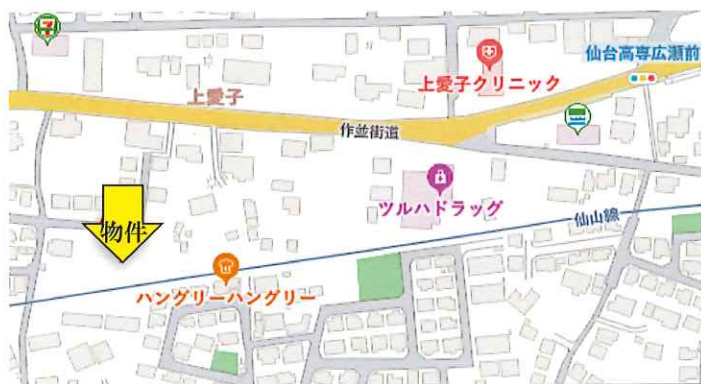 7
仙台高専広瀬前
上愛子クリニック
上愛子
作並街道
ツルハドラッグ
仙山線
物件
ハングリーハングリー